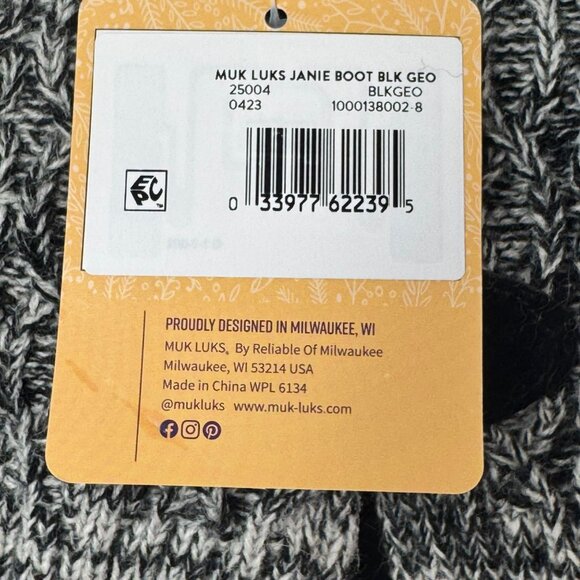 MUK LUKS JANIE BOOT BLK GEO
25004 BLKGEO
0423 1000138002-8
EPC TM
0 33977 62239 5
PROUDLY DESIGNED IN MILWAUKEE, WI
MUK LUKS® By Reliable Of Milwaukee
Milwaukee, WI 53214 USA
Made in China WPL 6134
@mukluks www.muk-luks.com